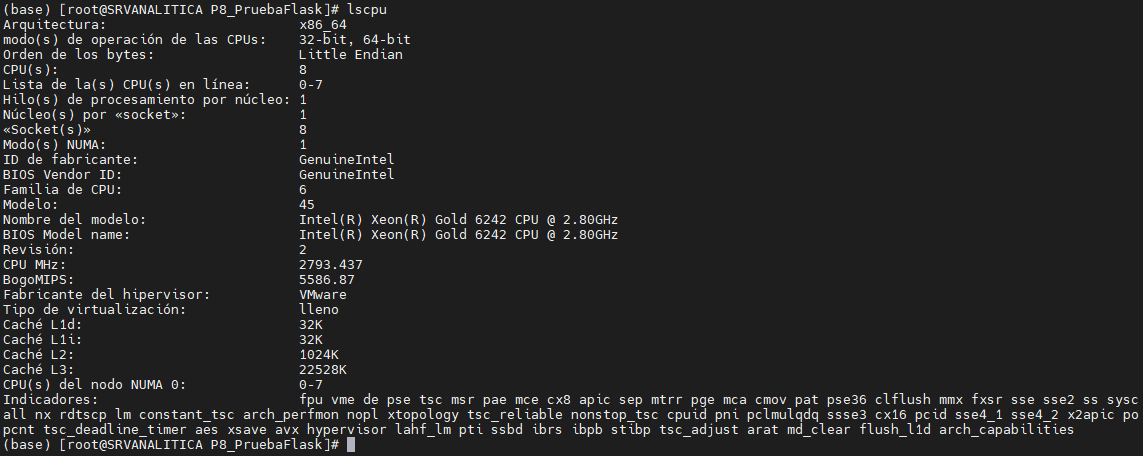 (base) [root@SRVANALITICA P8_PruebaFlask]# lscpu
Arquitectura: x86_64
modo(s) de operación de las CPUs: 32-bit, 64-bit
Orden de los bytes: Little Endian
CPU(s): 8
Lista de la(s) CPU(s) en línea: 0-7
Hilo(s) de procesamiento por núcleo: 1
Núcleo(s) por «socket»: 1
«Socket(s)» 8
Modo(s) NUMA: 1
ID de fabricante: GenuineIntel
BIOS Vendor ID: GenuineIntel
Familia de CPU: 6
Modelo: 45
Nombre del modelo: Intel(R) Xeon(R) Gold 6242 CPU @ 2.80GHz
BIOS Model name: Intel(R) Xeon(R) Gold 6242 CPU @ 2.80GHz
Revisión: 2
CPU MHz: 2793.437
BogoMIPS: 5586.87
Fabricante del hipervisor: VMware
Tipo de virtualización: lleno
Caché L1d: 32K
Caché L1i: 32K
Caché L2: 1024K
Caché L3: 22528K
CPU(s) del nodo NUMA 0: 0-7
Indicadores: fpu vme de pse tsc msr pae mce cx8 apic sep mtrr pge mca cmov pat pse36 clflush mmx fxsr sse sse2 ss sysc
all nx rdtscp lm constant_tsc arch_perfmon nopl xtopology tsc_reliable nonstop_tsc cpuid pni pclmulqdq ssse3 cx16 pcid sse4_1 sse4_2 x2apic po
pcnt tsc_deadline_timer aes xsave avx hypervisor lahf_lm pti ssbd ibrs ibpb stibp tsc_adjust arat md_clear flush_l1d arch_capabilities
(base) [root@SRVANALITICA P8_PruebaFlask]#